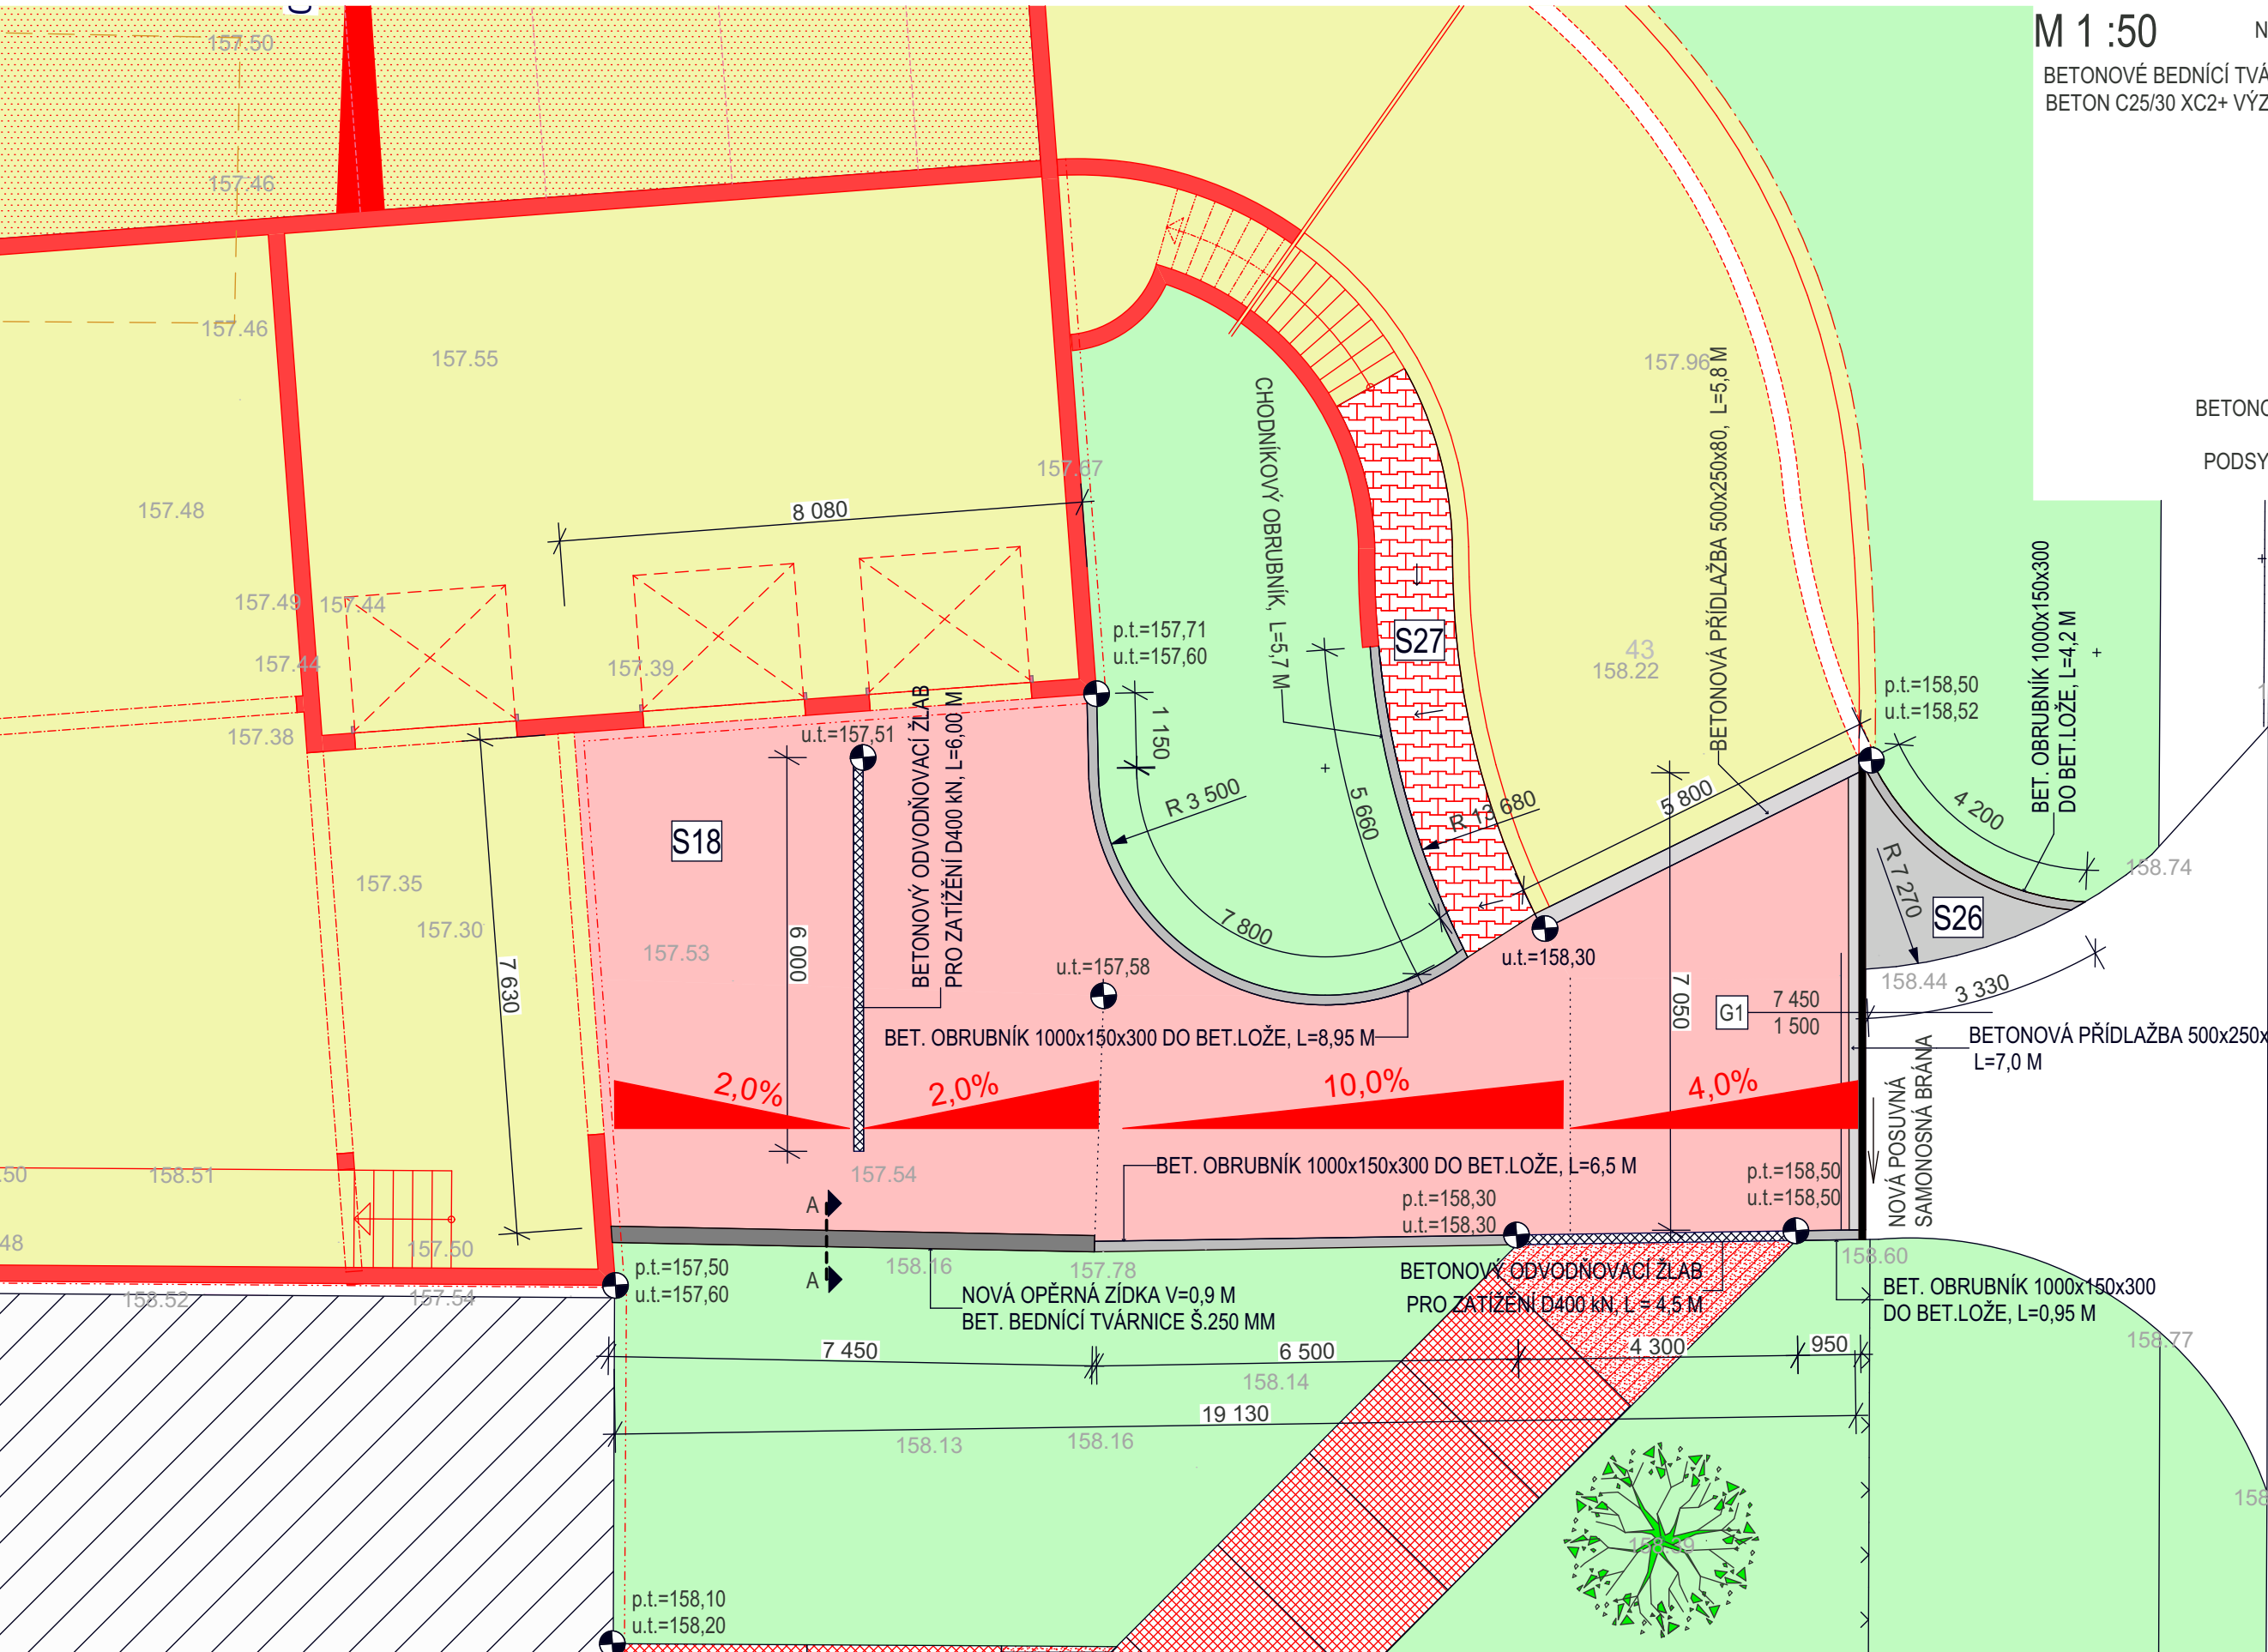 M 1 :50
BETONOVÉ BEDNÍCÍ TVÁ
BETON C25/30 XC2+ VÝZ
BETONO
PODSY
157.50
157.46
157.46
157.55
157.96
157.67
157.48
8 080
CHODNÍKOVÝ OBRUBNÍK, L=5,7 M
BETONOVÁ PŘÍDLAŽBA 500x250x80, L=5,8 M
BET. OBRUBNÍK 1000x150x300
DO BET.LOŽE, L=4,2 M
157.49
157.44
157.44
157.39
p.t.=157,71
u.t.=157,60
S27
43
158.22
p.t.=158,50
u.t.=158,52
157.38
u.t.=157,51
1 150
R 3 500
5 660
R 13 680
5 800
4 200
S18
BETONOVÝ ODVODŇOVACÍ ŽLAB
PRO ZATÍŽENÍ D400 kN, L=6,00 M
157.35
157.30
157.53
7 630
6 000
7 800
u.t.=157,58
u.t.=158,30
R 7 270
S26
158.74
158.44
3 330
7 050
G1
7 450
1 500
BET. OBRUBNÍK 1000x150x300 DO BET.LOŽE, L=8,95 M
BETONOVÁ PŘÍDLAŽBA 500x250x
L=7,0 M
2,0%
2,0%
10,0%
4,0%
NOVÁ POSUVNÁ
SAMONOSNÁ BRÁNA
.50
158.51
157.54
BET. OBRUBNÍK 1000x150x300 DO BET.LOŽE, L=6,5 M
p.t.=158,50
u.t.=158,50
p.t.=158,30
u.t.=158,30
A
A
48
157.50
158.52
157.54
p.t.=157,50
u.t.=157,60
158.16
157.78
158.60
NOVÁ OPĚRNÁ ZÍDKA V=0,9 M
BET. BEDNÍCÍ TVÁRNICE Š.250 MM
BETONOVÝ ODVODŇOVACÍ ŽLAB
PRO ZATÍŽENÍ D400 kN, L = 4,5 M
BET. OBRUBNÍK 1000x150x300
DO BET.LOŽE, L=0,95 M
158.77
7 450
6 500
4 300
950
158.14
19 130
158.13
158.16
158.39
158
p.t.=158,10
u.t.=158,20